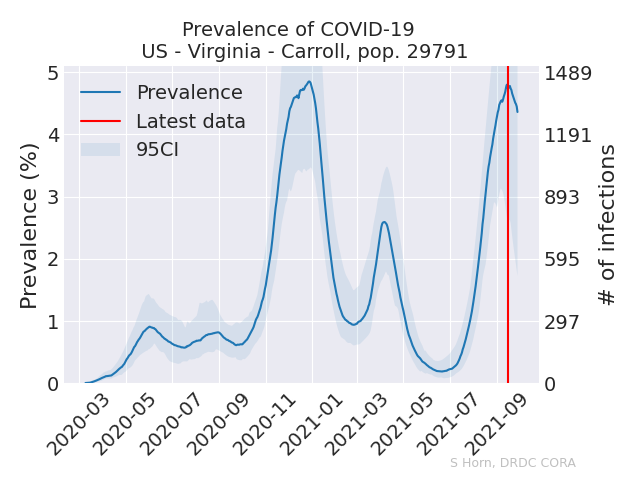 Prevalence of COVID-19
US - Virginia - Carroll, pop. 29791
Prevalence (%)
5
4
3
2
1
0
Prevalence
Latest data
95CI
1489
1191
893
595
297
0
# of infections
2020-03
2020-05
2020-07
2020-09
2020-11
2021-01
2021-03
2021-05
2021-07
2021-09
S Horn, DRDC CORA